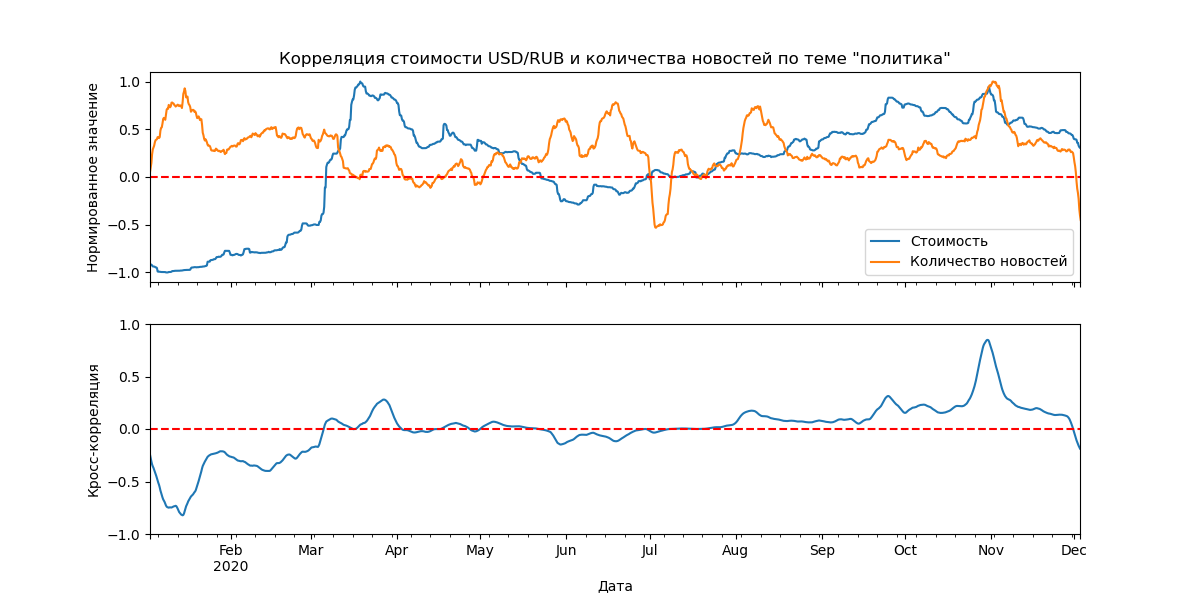 Корреляция стоимости USD/RUB и количества новостей по теме "политика"
Нормированное значение
1.0
0.5
0.0
−0.5
−1.0
Стоимость
Количество новостей
Кросс-корреляция
1.0
0.5
0.0
−0.5
−1.0
Feb Mar Apr May Jun Jul Aug Sep Oct Nov Dec
2020
Дата